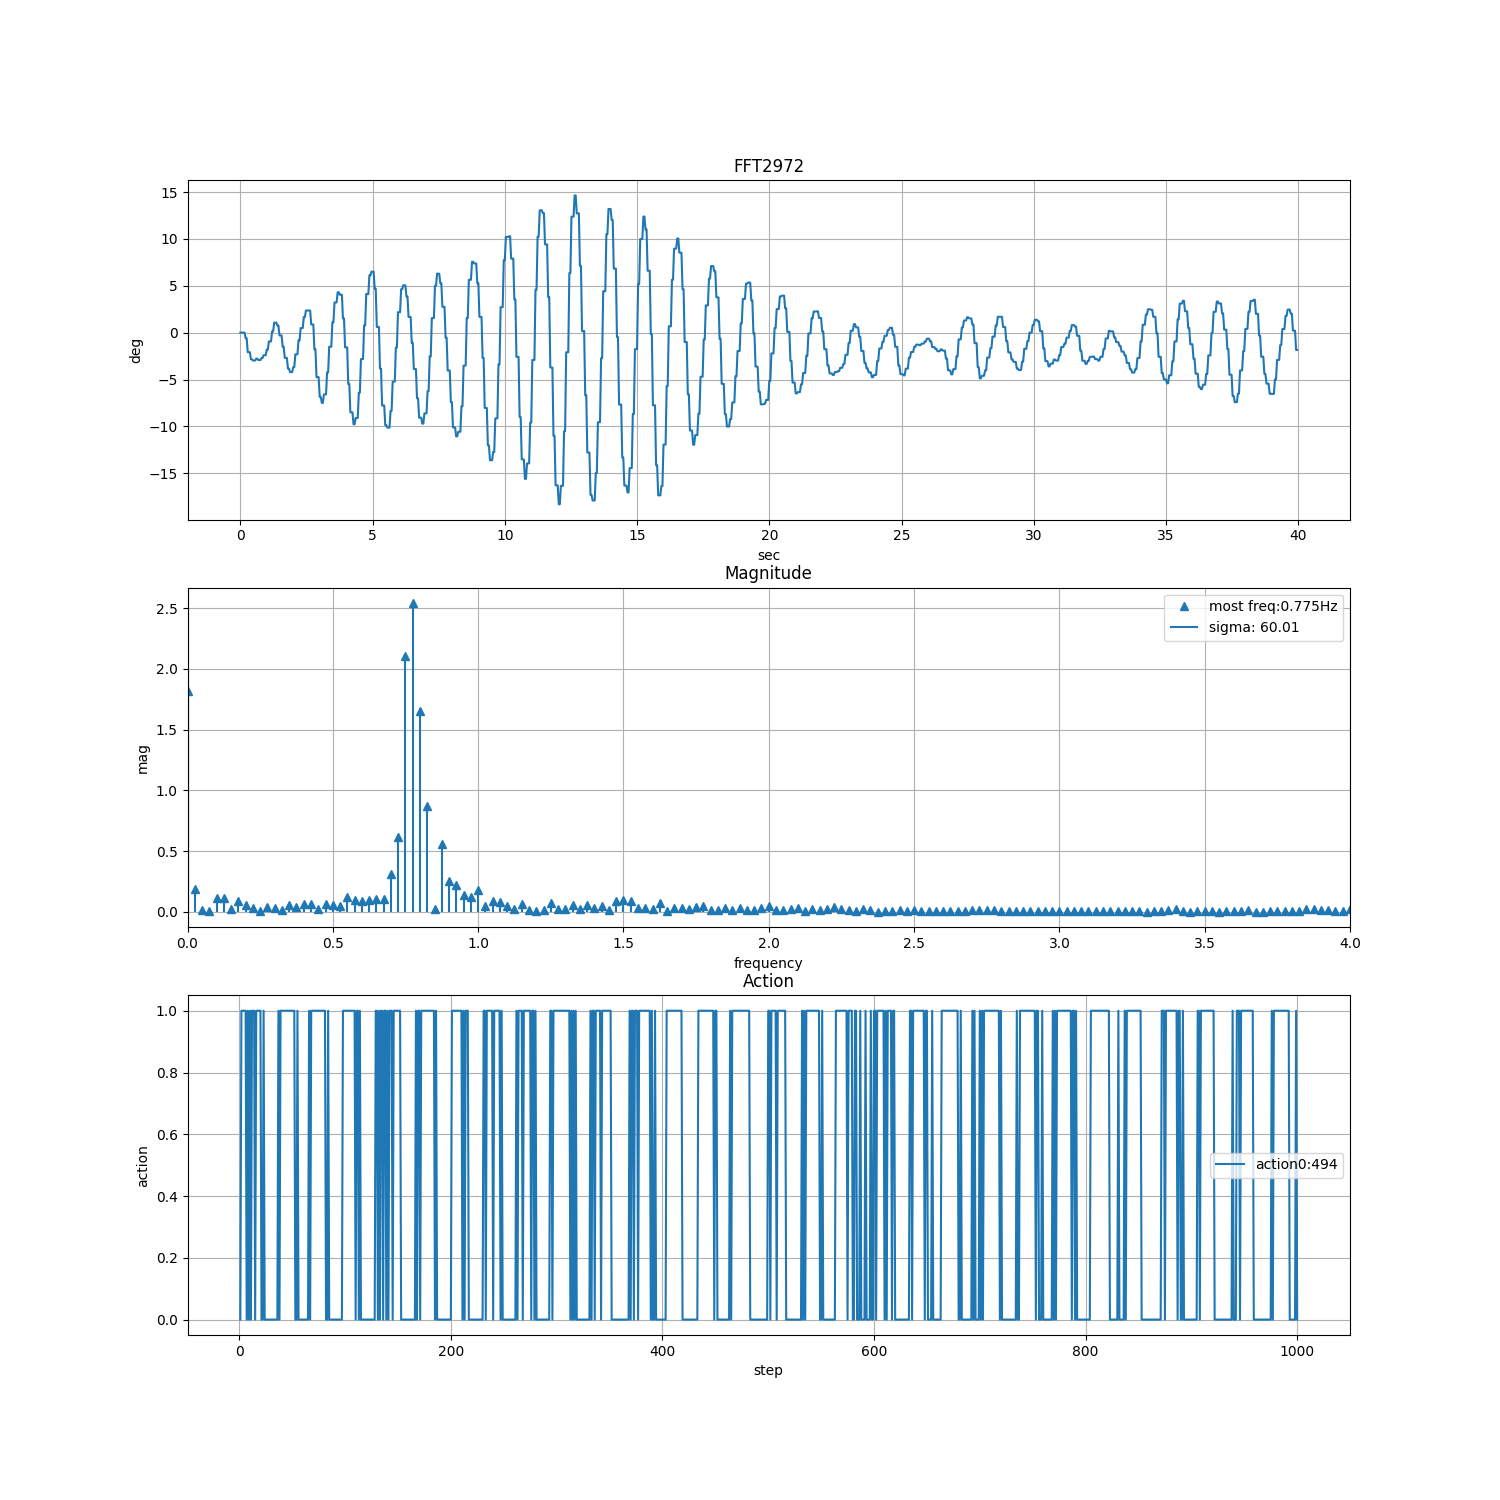 FFT2972
15
10
5
0
−5
−10
−15
deg
0 5 10 15 20 25 30 35 40
sec
Magnitude
most freq:0.775Hz
sigma: 60.01
2.5
2.0
1.5
1.0
0.5
0.0
mag
0.0 0.5 1.0 1.5 2.0 2.5 3.0 3.5 4.0
frequency
Action
1.0
0.8
0.6
0.4
0.2
0.0
action
action0:494
0 200 400 600 800 1000
step